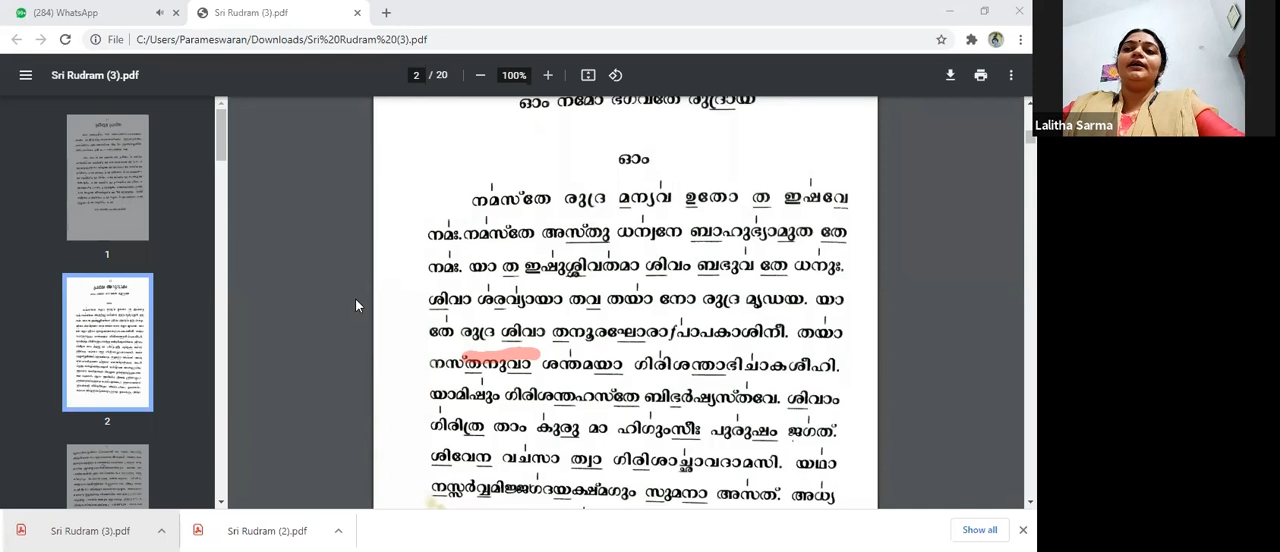 (284) WhatsApp
Sri Rudram (3).pdf
File C:/Users/Parameswaran/Downloads/Sri%20Rudram%20(3).pdf
Sri Rudram (3).pdf
2 / 20
100%
Lalitha Sarma
ഓം നമോ ഭഗവതേ രുദ്രായ
ഓം
നമസ്തേ രുദ്ര മന്യവ ഉതോ ത ഇഷവേ
നമഃ. നമസ്തേ അസ്തു ധന്വനേ ബാഹുഭ്യാമുത തേ
നമഃ. യാ ത ഇഷുശ്ശിവതമാ ശിവം ബഭുവ തേ ധനുഃ.
ശിവാ ശരവ്യായാ തവ തയാ നോ രുദ്ര മൃഡയ. യാ
തേ രുദ്ര ശിവാ തനൂരഘോരാഽപാപകാശിനീ. തയാ
നസ്തനുവാ ശന്തമയാ ഗിരിശന്താഭിചാകശീഹി.
യാമിഷും ഗിരിശന്തഹസ്തേ ബിഭർഷ്യസ്തവേ. ശിവാം
ഗിരിത്ര താം കുരു മാ ഹിഗുംസീഃ പുരുഷം ജഗത്.
ശിവേന വചസാ ത്വാ ഗിരിശാച്ഛാവദാമസി. യഥാ
നസ്സർവ്വമിജ്ജഗദയക്ഷ്മഗും സുമനാ അസത്. അധ്യ
1
2
Sri Rudram (3).pdf
Sri Rudram (2).pdf
Show all